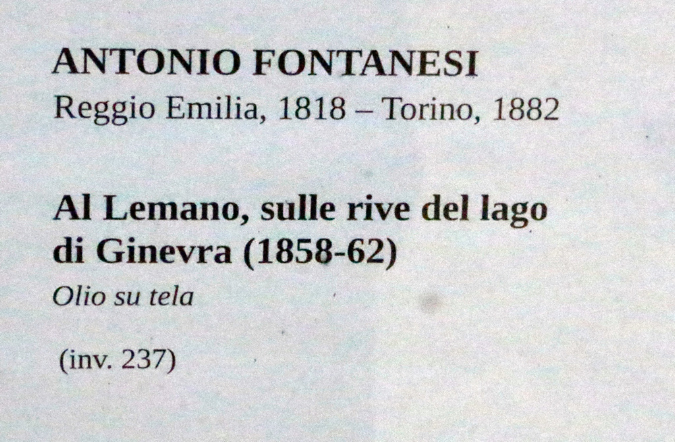 ANTONIO FONTANESI
Reggio Emilia, 1818 – Torino, 1882
Al Lemano, sulle rive del lago
di Ginevra (1858-62)
Olio su tela
(inv. 237)